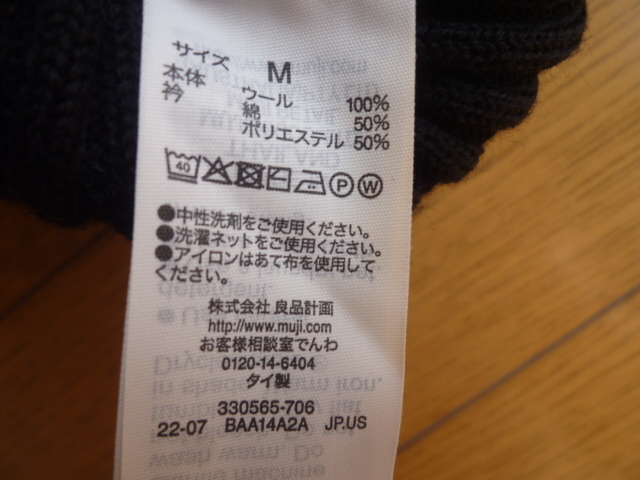 サイズ M
本体 ウール 100%
衿 綿 50%
ポリエステル 50%
40 P W
●中性洗剤をご使用ください。
●洗濯ネットをご使用ください。
●アイロンはあて布を使用して
ください。
株式会社 良品計画
http://www.muji.com
お客様相談室でんわ
0120-14-6404
タイ製
330565-706
22-07 BAA14A2A JP.US